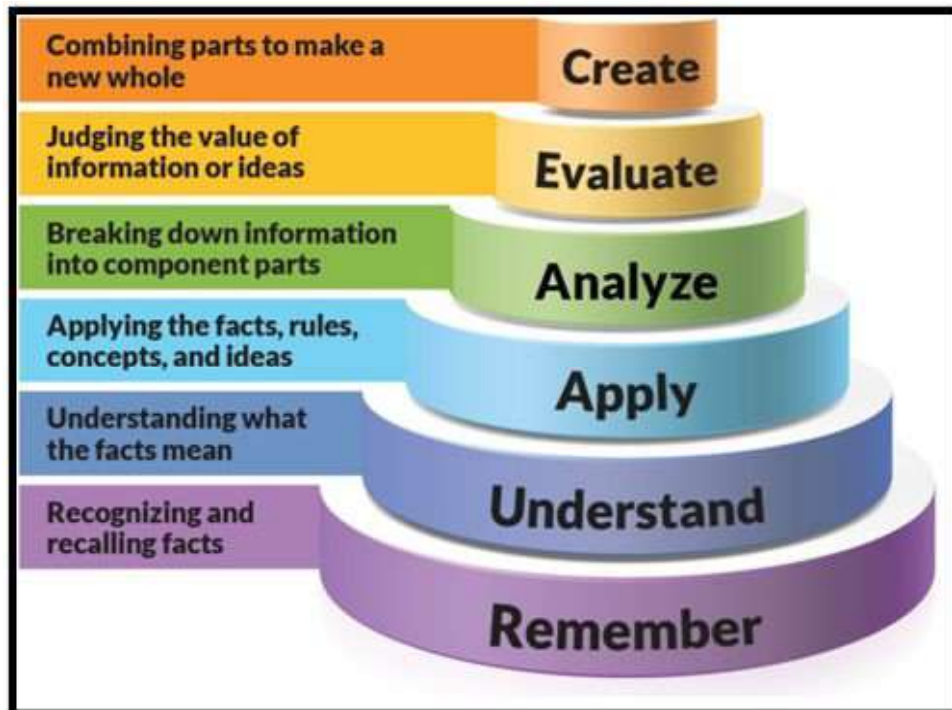 Combining parts to make a
new whole
Create
Judging the value of
information or ideas
Evaluate
Breaking down information
into component parts
Analyze
Applying the facts, rules,
concepts, and ideas
Apply
Understanding what
the facts mean
Understand
Recognizing and
recalling facts
Remember